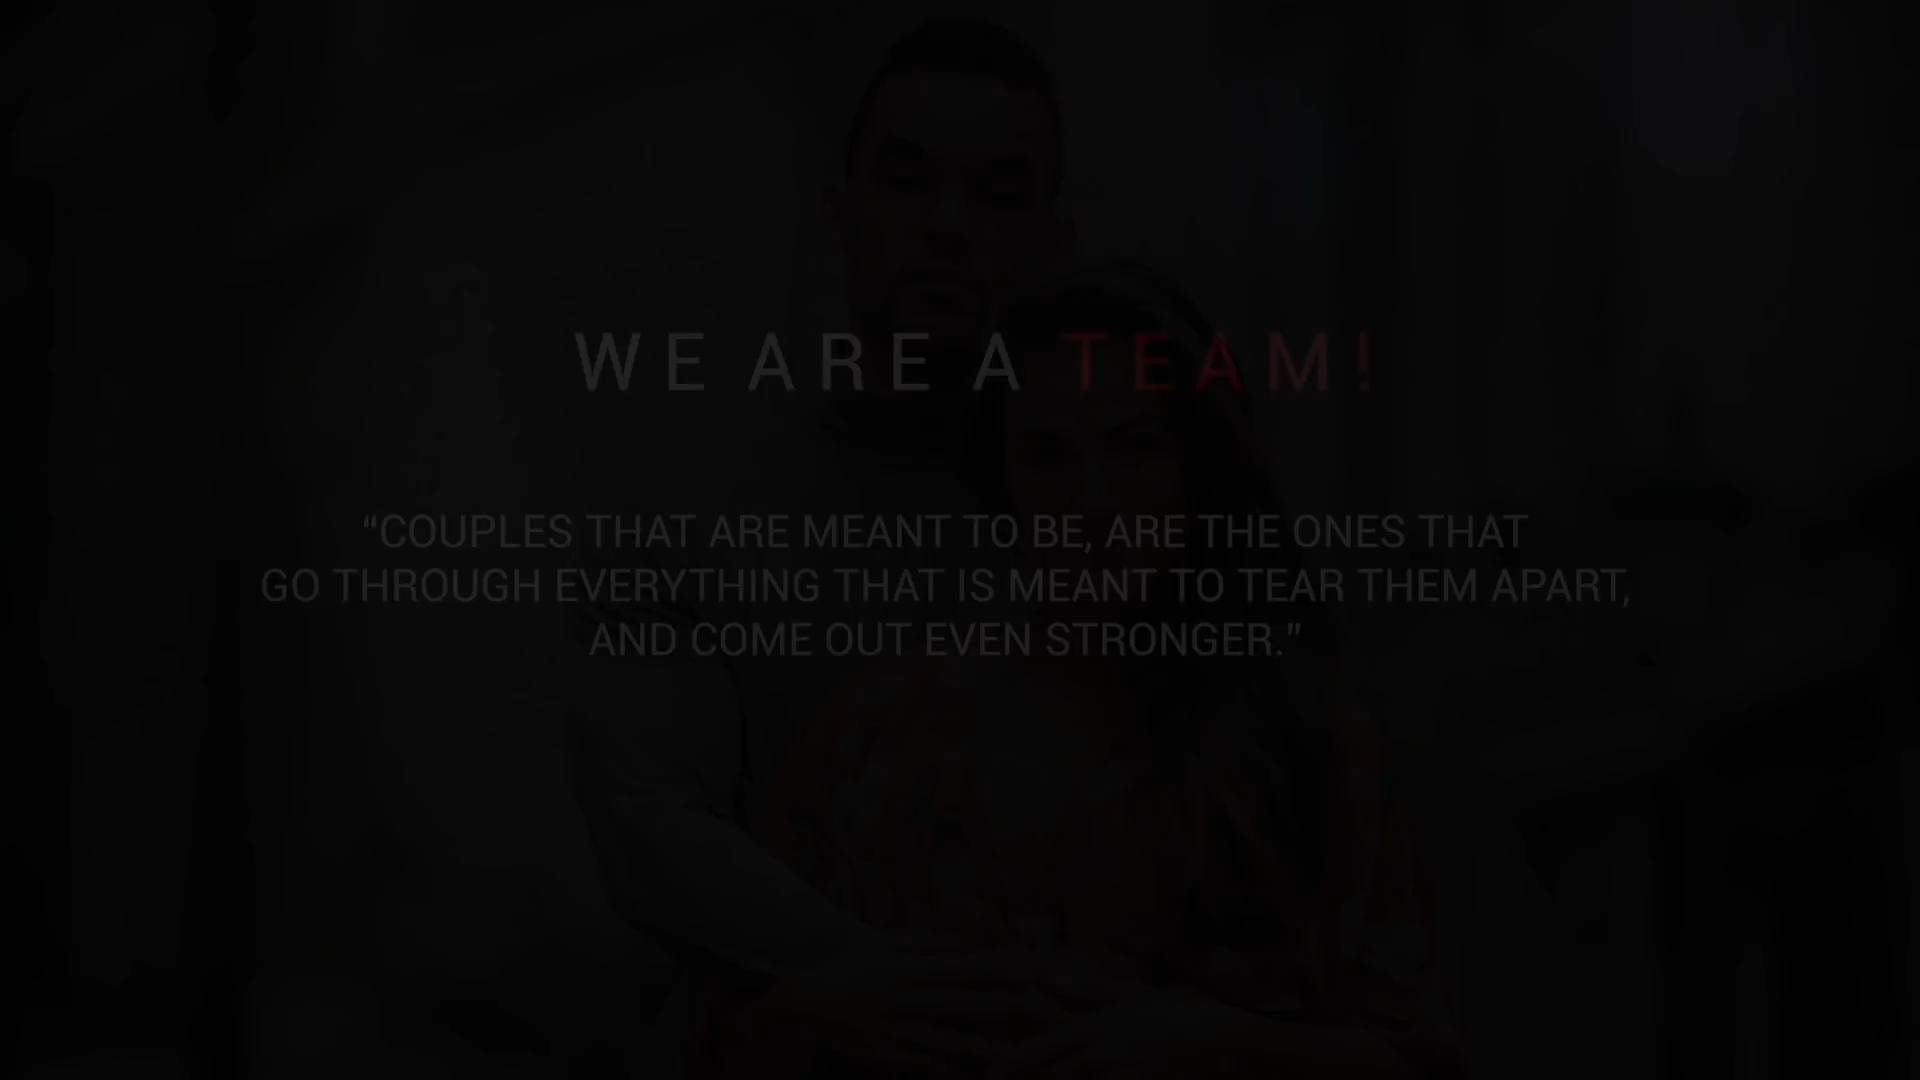 WE ARE A TEAM!
“COUPLES THAT ARE MEANT TO BE, ARE THE ONES THAT
GO THROUGH EVERYTHING THAT IS MEANT TO TEAR THEM APART,
AND COME OUT EVEN STRONGER.”